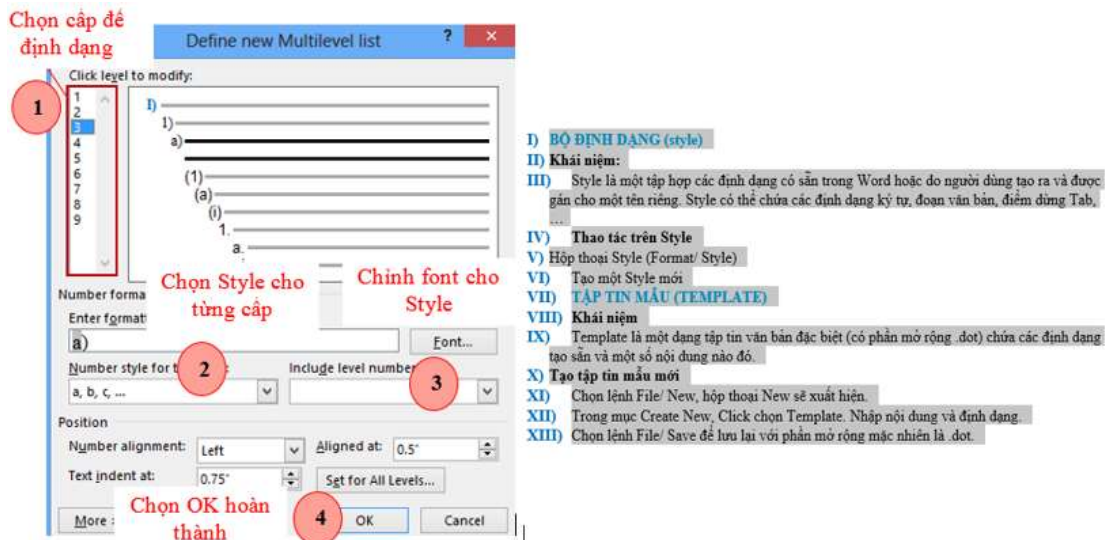 Chọn cấp để
định dạng
Define new Multilevel list
?
×
Click level to modify:
1
1
2
3
4
5
6
7
8
9
I)
1)
a)
(1)
(a)
(i)
1.
a.
Chọn Style cho
từng cấp
Chỉnh font cho
Style
Number forma
Enter format
a)
Font...
Number style for t
2
Include level number
3
a, b, c, ...
Position
Number alignment:
Left
Aligned at:
0.5"
Text indent at:
0.75"
Set for All Levels...
Chọn OK hoàn
thành
More
4
OK
Cancel
I) BỘ ĐỊNH DẠNG (style)
II) Khái niệm:
III) Style là một tập hợp các định dạng có sẵn trong Word hoặc do người dùng tạo ra và được
gán cho một tên riêng. Style có thể chứa các định dạng ký tự, đoạn văn bản, điểm dừng Tab,
…
IV) Thao tác trên Style
V) Hộp thoại Style (Format/ Style)
VI) Tạo một Style mới
VII) TẬP TIN MẪU (TEMPLATE)
VIII) Khái niệm
IX) Template là một dạng tập tin văn bản đặc biệt (có phần mở rộng .dot) chứa các định dạng
tạo sẵn và một số nội dung nào đó.
X) Tạo tập tin mẫu mới
XI) Chọn lệnh File/ New, hộp thoại New sẽ xuất hiện.
XII) Trong mục Create New, Click chọn Template. Nhập nội dung và định dạng.
XIII) Chọn lệnh File/ Save để lưu lại với phần mở rộng mặc nhiên là .dot.